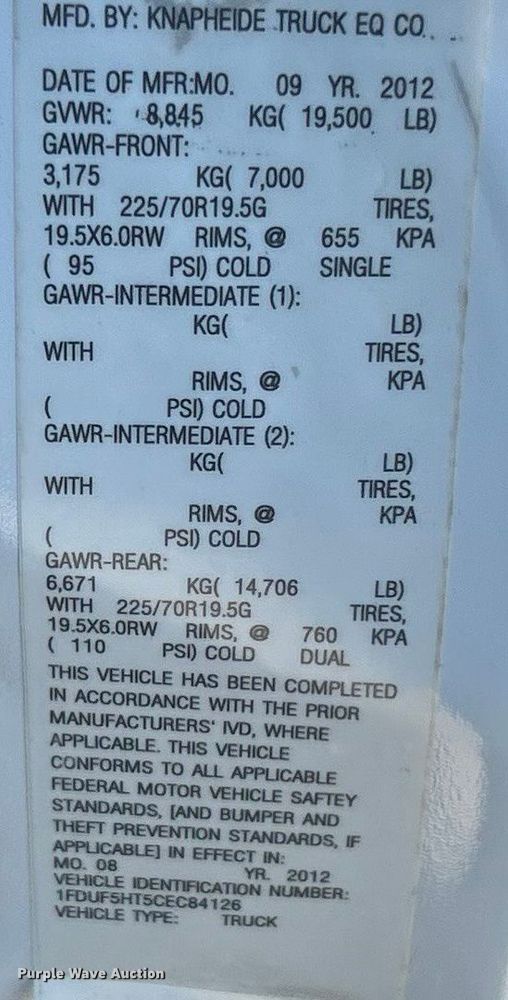 MFD. BY: KNAPHEIDE TRUCK EQ CO.
DATE OF MFR:MO. 09 YR. 2012
GVWR: 8,845 KG( 19,500 LB)
GAWR-FRONT:
3,175 KG( 7,000 LB)
WITH 225/70R19.5G TIRES,
19.5X6.0RW RIMS, @ 655 KPA
( 95 PSI) COLD SINGLE
GAWR-INTERMEDIATE (1):
KG( LB)
WITH TIRES,
RIMS, @ KPA
( PSI) COLD
GAWR-INTERMEDIATE (2):
KG( LB)
WITH TIRES,
RIMS, @ KPA
( PSI) COLD
GAWR-REAR:
6,671 KG( 14,706 LB)
WITH 225/70R19.5G TIRES,
19.5X6.0RW RIMS, @ 760 KPA
( 110 PSI) COLD DUAL
THIS VEHICLE HAS BEEN COMPLETED
IN ACCORDANCE WITH THE PRIOR
MANUFACTURERS' IVD, WHERE
APPLICABLE. THIS VEHICLE
CONFORMS TO ALL APPLICABLE
FEDERAL MOTOR VEHICLE SAFTEY
STANDARDS, [AND BUMPER AND
THEFT PREVENTION STANDARDS, IF
APPLICABLE] IN EFFECT IN:
MO. 08 YR. 2012
VEHICLE IDENTIFICATION NUMBER:
1FDUF5HT5CEC84126
VEHICLE TYPE: TRUCK
Purple Wave Auction